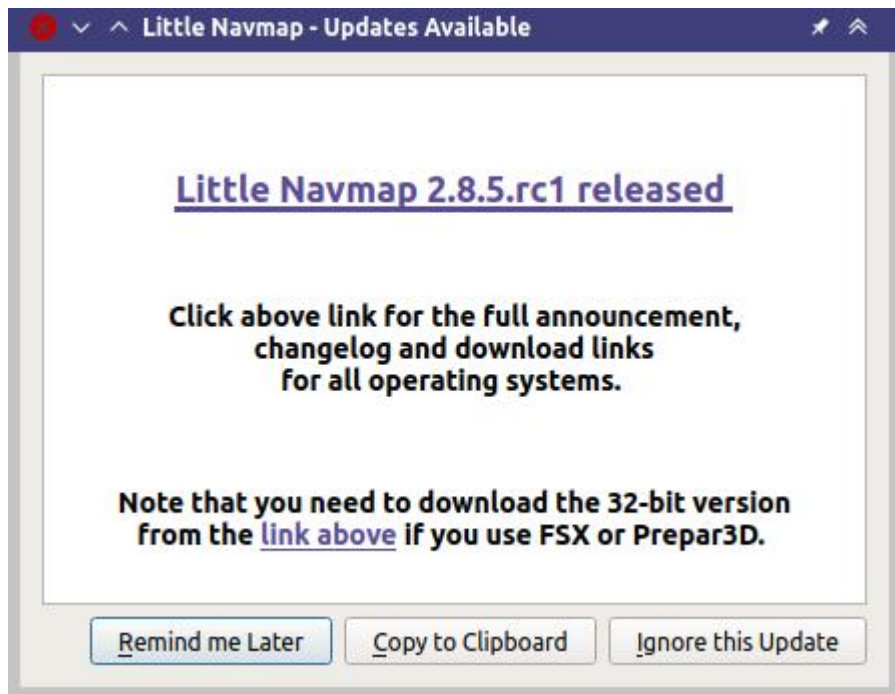 Little Navmap - Updates Available
Little Navmap 2.8.5.rc1 released
Click above link for the full announcement,
changelog and download links
for all operating systems.
Note that you need to download the 32-bit version
from the link above if you use FSX or Prepar3D.
Remind me Later
Copy to Clipboard
Ignore this Update